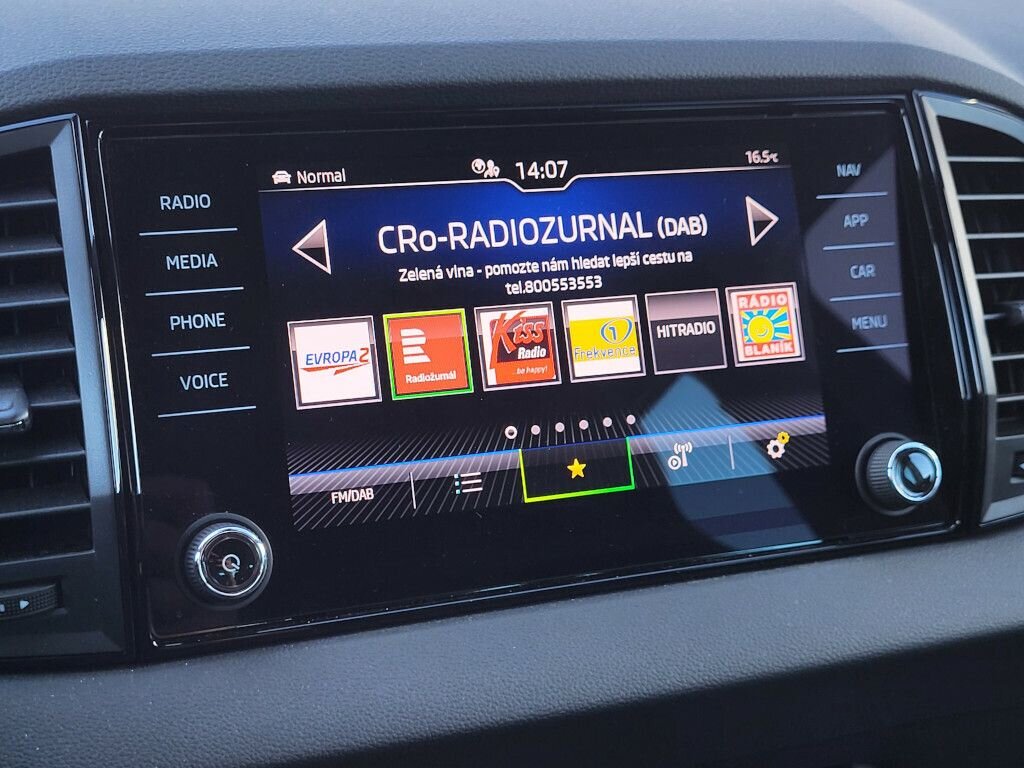 Normal
14:07
16.5°C
RADIO
MEDIA
PHONE
VOICE
CRo-RADIOZURNAL (DAB)
Zelená vlna - pomozte nám hledat lepší cestu na
tel.800553553
EVROPA 2
Radiožurnál
Kiss
Radio
...be happy!
1
Frekvence
HITRADIO
RÁDIO
BLANÍK
FM/DAB
NAV
APP
CAR
MENU